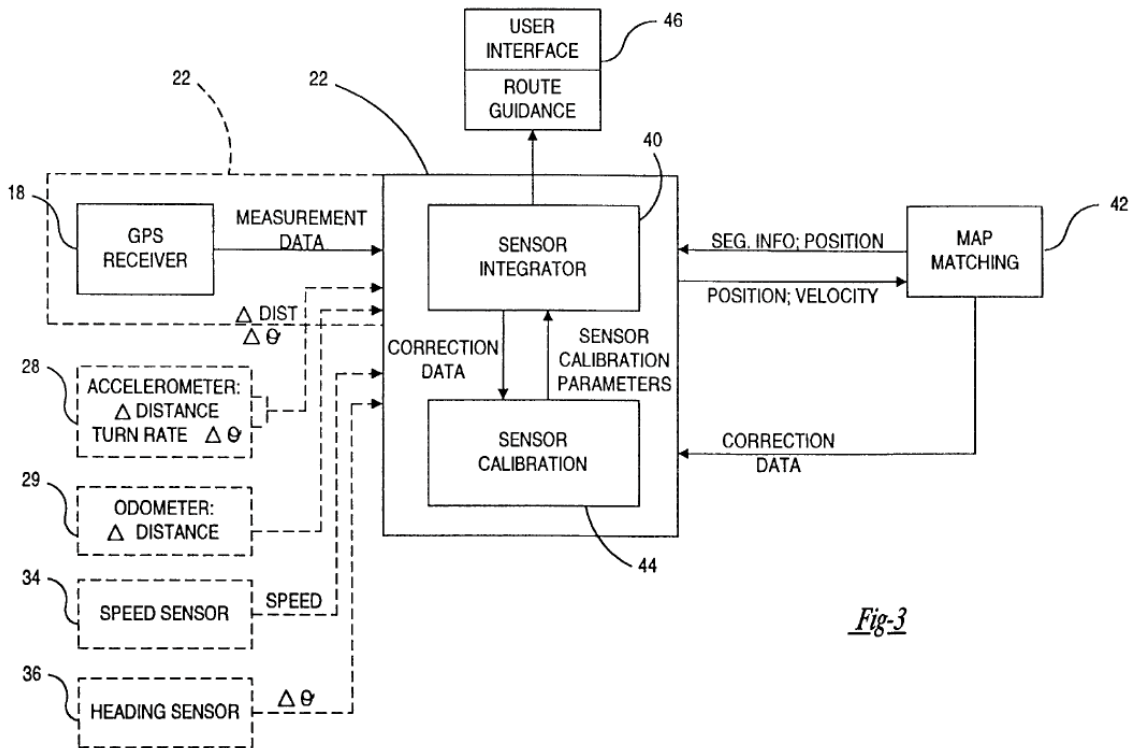 USER
INTERFACE
ROUTE
GUIDANCE
46
22
22
40
18
GPS
RECEIVER
MEASUREMENT
DATA
SENSOR
INTEGRATOR
SEG. INFO; POSITION
POSITION; VELOCITY
MAP
MATCHING
42
Δ DIST
Δ Θ
CORRECTION
DATA
SENSOR
CALIBRATION
PARAMETERS
28
ACCELEROMETER:
Δ DISTANCE
TURN RATE Δ Θ
SENSOR
CALIBRATION
CORRECTION
DATA
29
ODOMETER:
Δ DISTANCE
44
34
SPEED SENSOR
SPEED
36
HEADING SENSOR
Δ Θ
Fig-3